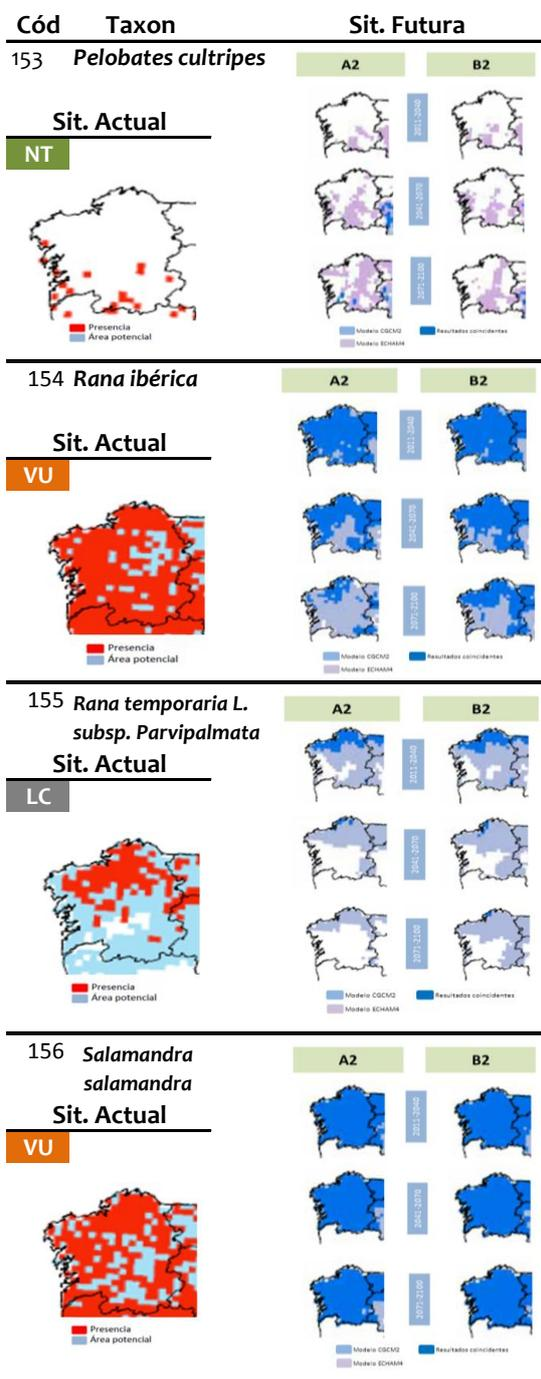 Cód Taxon Sit. Futura
153 Pelobates cultripes
A2 B2
Sit. Actual
NT
2011-2040
2041-2070
2071-2100
Presencia
Área potencial
Modelo CGCM2 Resultados coincidentes
Modelo ECHAM4
154 Rana ibérica
A2 B2
Sit. Actual
VU
2011-2040
2041-2070
2071-2100
Presencia
Área potencial
Modelo CGCM2 Resultados coincidentes
Modelo ECHAM4
155 Rana temporaria L.
subsp. Parvipalmata
A2 B2
Sit. Actual
LC
2011-2040
2041-2070
2071-2100
Presencia
Área potencial
Modelo CGCM2 Resultados coincidentes
Modelo ECHAM4
156 Salamandra
salamandra
A2 B2
Sit. Actual
VU
2011-2040
2041-2070
2071-2100
Presencia
Área potencial
Modelo CGCM2 Resultados coincidentes
Modelo ECHAM4